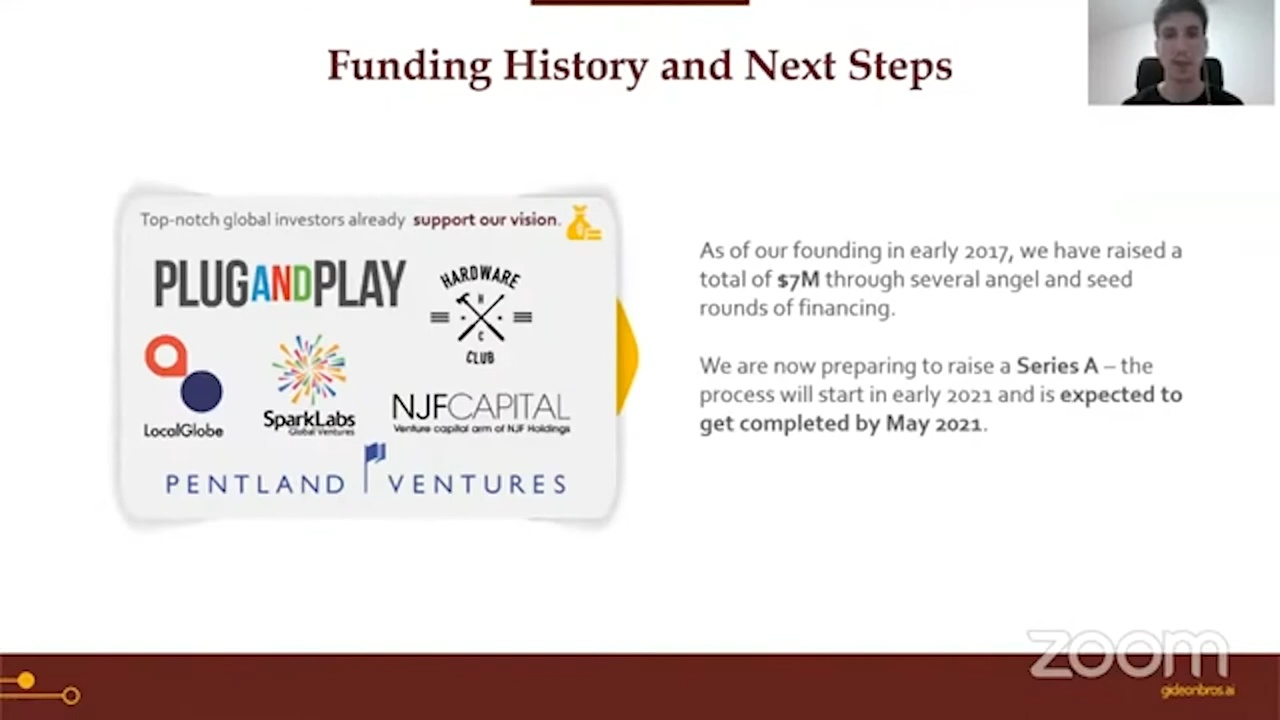 Funding History and Next Steps
Top-notch global investors already support our vision.
PLUGANDPLAY
HARDWARE
H
C
CLUB
LocalGlobe
SparkLabs
Global Ventures
NJFCAPITAL
Venture capital arm of NJF Holdings
PENTLAND VENTURES
As of our founding in early 2017, we have raised a
total of $7M through several angel and seed
rounds of financing.
We are now preparing to raise a Series A – the
process will start in early 2021 and is expected to
get completed by May 2021.
zoom
gideonbros.ai